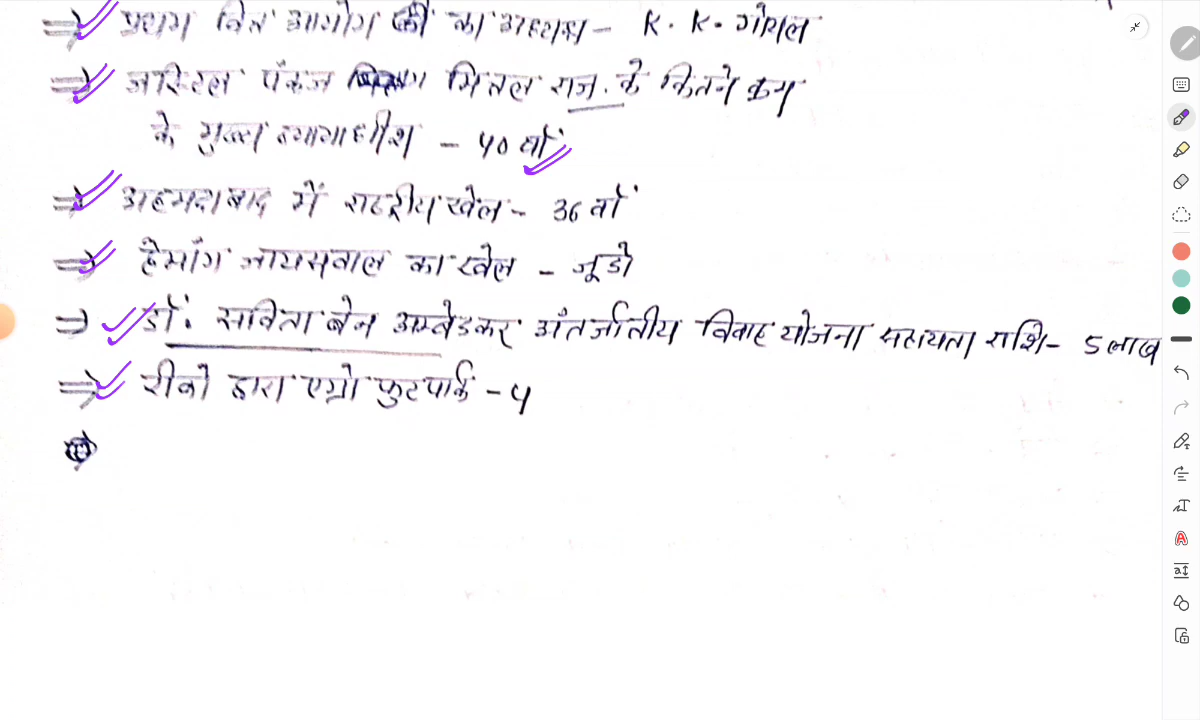 ⇒ प्रथम वित्त आयोग का अध्यक्ष - K. K. गोयल
⇒ जस्टिस पंकज मित्तल राज. के कितने क्रम
के मुख्य न्यायाधीश - 40 वां
⇒ अहमदाबाद में राष्ट्रीय खेल - 36 वां
⇒ हेमांग जायसवाल का खेल - जूडो
⇒ डॉ. सविता बेन अम्बेडकर अंतर्जातीय विवाह योजना सहायता राशि - 5 लाख
⇒ रीको द्वारा एग्रो फुटपार्क - 4